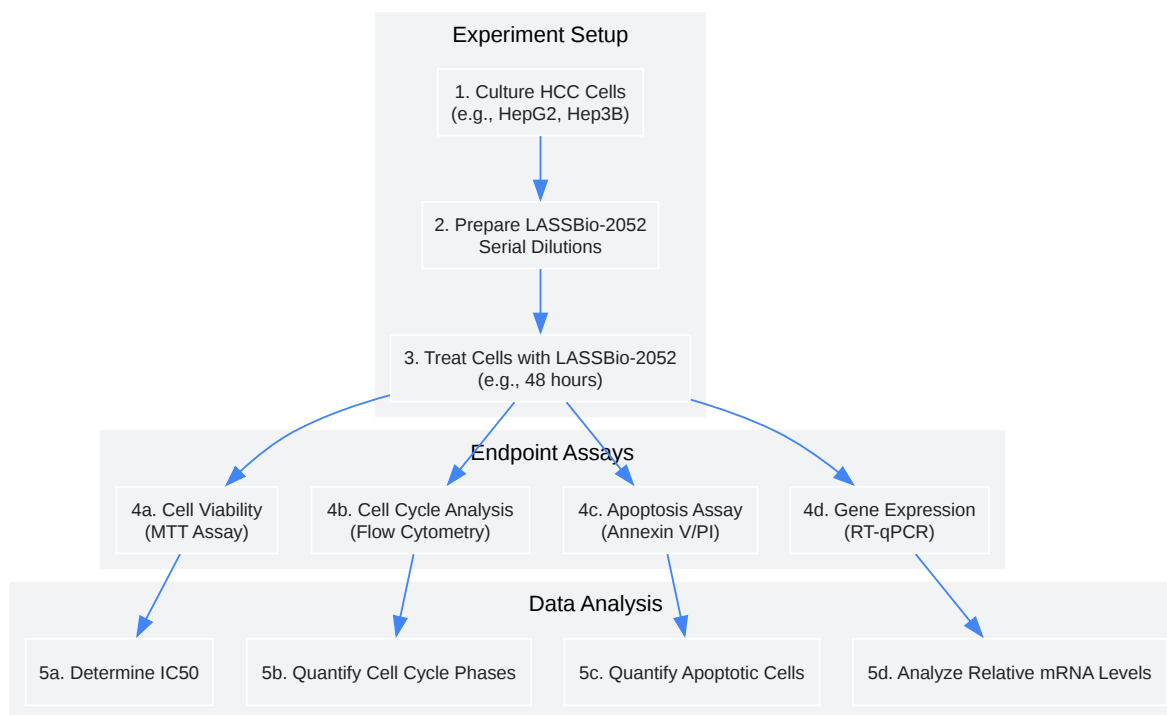 Experiment Setup
1. Culture HCC Cells
(e.g., HepG2, Hep3B)
2. Prepare LASSBio-2052
Serial Dilutions
3. Treat Cells with LASSBio-2052
(e.g., 48 hours)
Endpoint Assays
4a. Cell Viability
(MTT Assay)
4b. Cell Cycle Analysis
(Flow Cytometry)
4c. Apoptosis Assay
(Annexin V/PI)
4d. Gene Expression
(RT-qPCR)
Data Analysis
5a. Determine IC50
5b. Quantify Cell Cycle Phases
5c. Quantify Apoptotic Cells
5d. Analyze Relative mRNA Levels